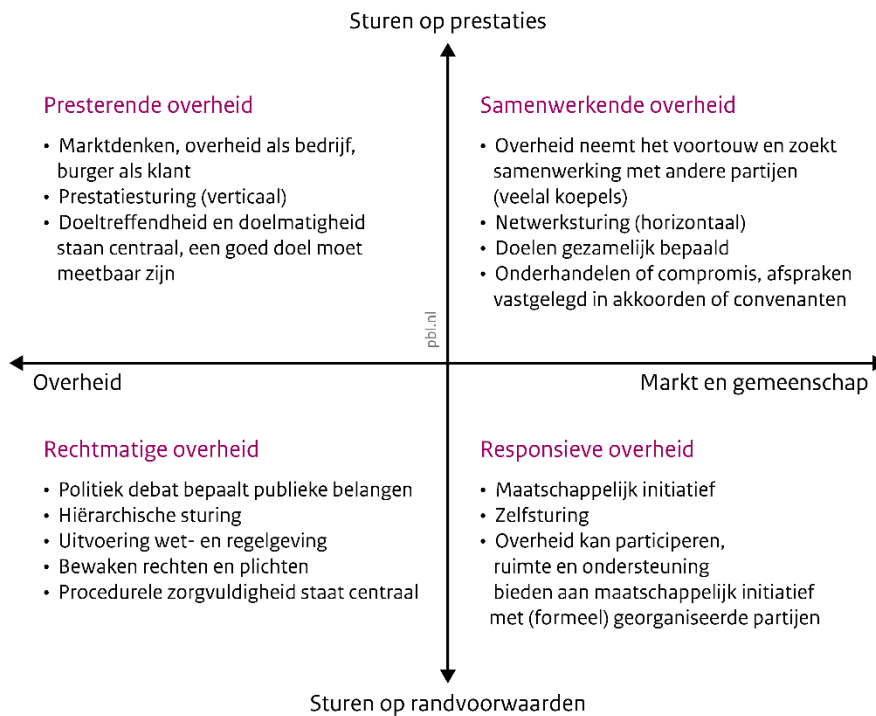 Sturen op prestaties
Presterende overheid
• Marktdenken, overheid als bedrijf,
burger als klant
• Prestatiesturing (verticaal)
• Doeltreffendheid en doelmatigheid
staan centraal, een goed doel moet
meetbaar zijn
Samenwerkende overheid
• Overheid neemt het voortouw en zoekt
samenwerking met andere partijen
(veelal koepels)
• Netwerksturing (horizontaal)
• Doelen gezamelijk bepaald
• Onderhandelen of compromis, afspraken
vastgelegd in akkoorden of convenanten
pbl.nl
Overheid
Markt en gemeenschap
Rechtmatige overheid
• Politiek debat bepaalt publieke belangen
• Hiërarchische sturing
• Uitvoering wet- en regelgeving
• Bewaken rechten en plichten
• Procedurele zorgvuldigheid staat centraal
Responsieve overheid
• Maatschappelijk initiatief
• Zelfsturing
• Overheid kan participeren,
ruimte en ondersteuning
bieden aan maatschappelijk initiatief
met (formeel) georganiseerde partijen
Sturen op randvoorwaarden